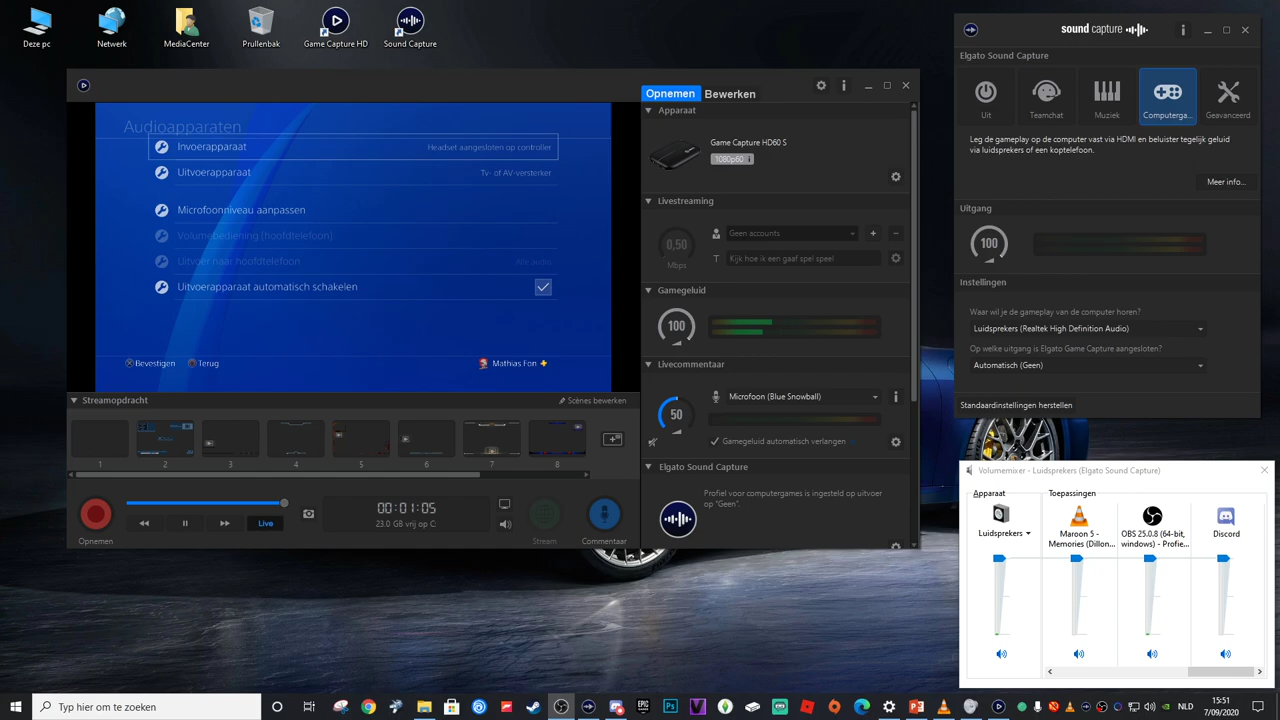 Deze pc
Netwerk
MediaCenter
Prullenbak
Game Capture HD
Sound Capture
Opnemen
Bewerken
Audioapparaten
Invoerapparaat
Headset aangesloten op controller
Uitvoerapparaat
Tv- of AV-versterker
Microfoonniveau aanpassen
Volumebediening (hoofdtelefoon)
Uitvoer naar hoofdtelefoon
Alle audio
Uitvoerapparaat automatisch schakelen
Bevestigen
Terug
Mathias Fon
Streamopdracht
Scènes bewerken
1
2
3
4
5
6
7
8
00:01:05
23.0 GB vrij op C:
Live
Opnemen
Stream
Commentaar
Apparaat
Game Capture HD60 S
1080p60
Livestreaming
0,50
Mbps
Geen accounts
Kijk hoe ik een gaaf spel speel
Gamegeluid
100
Livecommentaar
50
Microfoon (Blue Snowball)
Gamegeluid automatisch verlangen
Elgato Sound Capture
Profiel voor computergames is ingesteld op uitvoer
op "Geen".
sound capture
Elgato Sound Capture
Uit
Teamchat
Muziek
Computerga...
Geavanceerd
Leg de gameplay op de computer vast via HDMI en beluister tegelijk geluid
via luidsprekers of een koptelefoon.
Meer info...
Uitgang
100
Instellingen
Waar wil je de gameplay van de computer horen?
Luidsprekers (Realtek High Definition Audio)
Op welke uitgang is Elgato Game Capture aangesloten?
Automatisch (Geen)
Standaardinstellingen herstellen
Volumemixer - Luidsprekers (Elgato Sound Capture)
Apparaat
Toepassingen
Luidsprekers
Maroon 5 -
Memories (Dillon...
OBS 25.0.8 (64-bit,
windows) - Profie...
Discord
Typ hier om te zoeken
NLD
15:51
7/09/2020